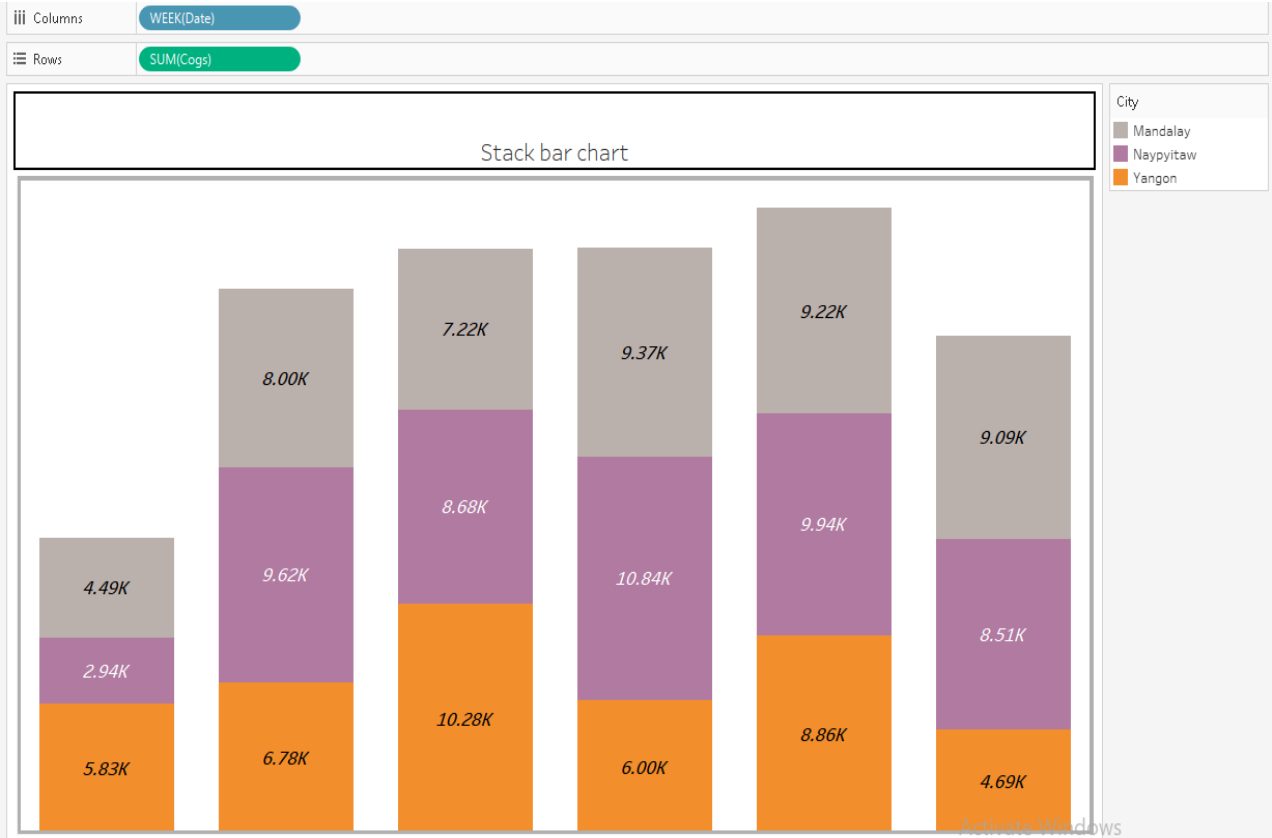 Columns
WEEK(Date)
Rows
SUM(Cogs)
Stack bar chart
City
Mandalay
Naypyitaw
Yangon
4.49K
2.94K
5.83K
8.00K
9.62K
6.78K
7.22K
8.68K
10.28K
9.37K
10.84K
6.00K
9.22K
9.94K
8.86K
9.09K
8.51K
4.69K
Activate Windows